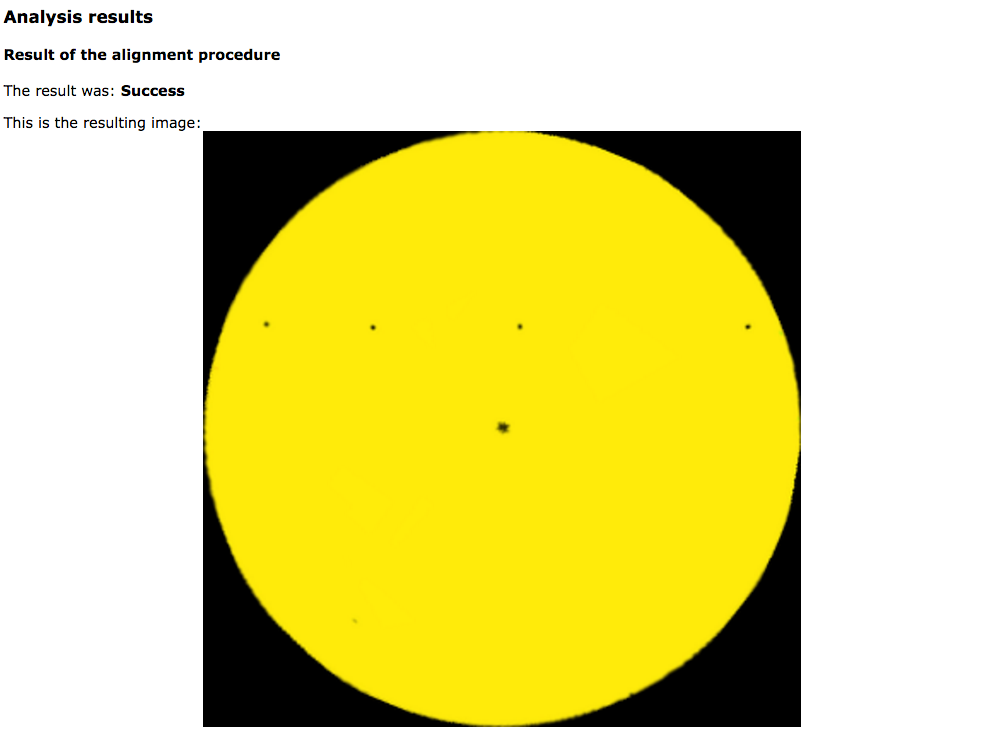 Analysis results
Result of the alignment procedure
The result was: Success
This is the resulting image: